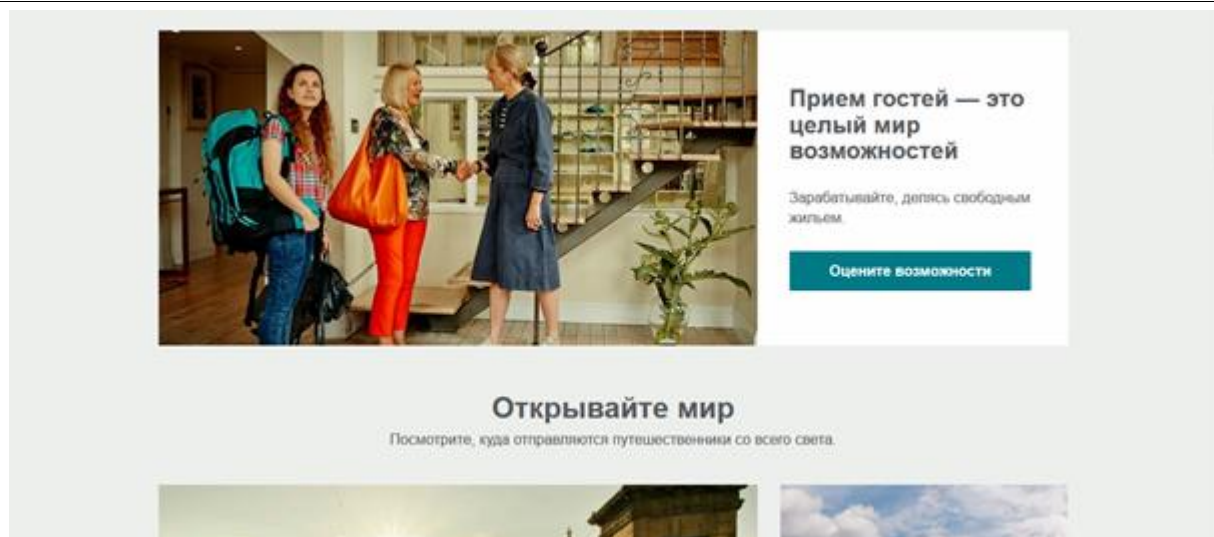 Прием гостей — это
целый мир
возможностей
Зарабатывайте, делясь свободным
жильем.
Оцените возможности
Открывайте мир
Посмотрите, куда отправляются путешественники со всего света.